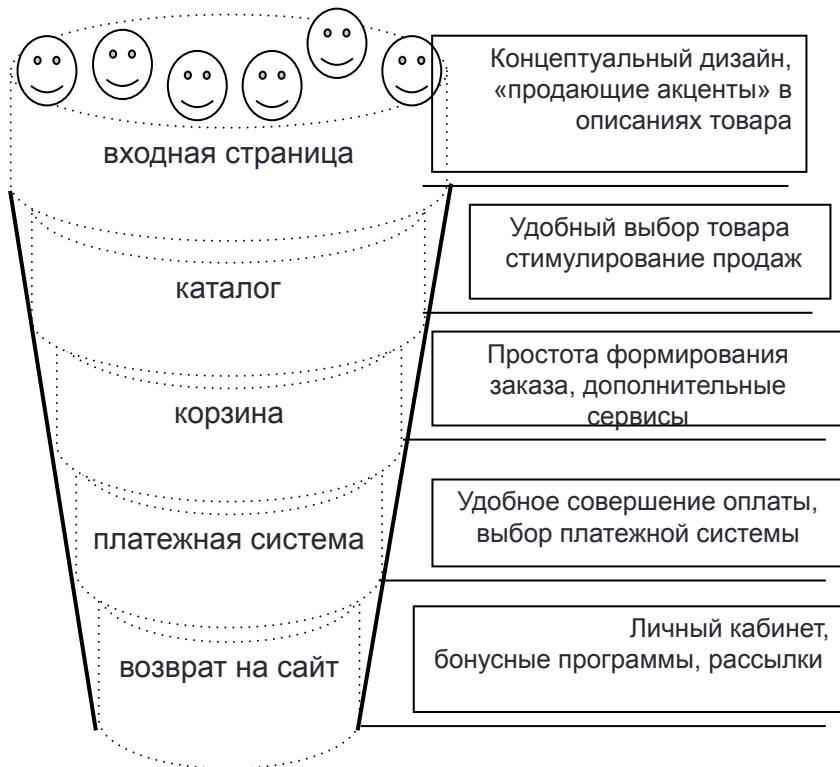 Концептуальный дизайн,
«продающие акценты» в
описаниях товара
входная страница
Удобный выбор товара
стимулирование продаж
каталог
Простота формирования
заказа, дополнительные
сервисы
корзина
Удобное совершение оплаты,
выбор платежной системы
платежная система
Личный кабинет,
бонусные программы, рассылки
возврат на сайт